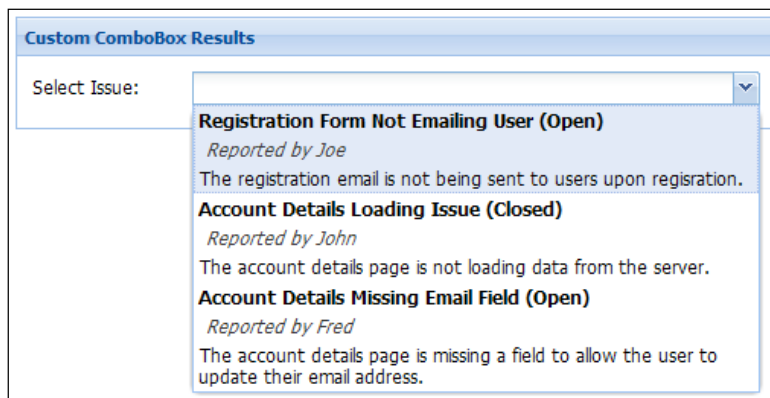 Custom ComboBox Results
Select Issue:
Registration Form Not Emailing User (Open)
Reported by Joe
The registration email is not being sent to users upon regisration.
Account Details Loading Issue (Closed)
Reported by John
The account details page is not loading data from the server.
Account Details Missing Email Field (Open)
Reported by Fred
The account details page is missing a field to allow the user to
update their email address.